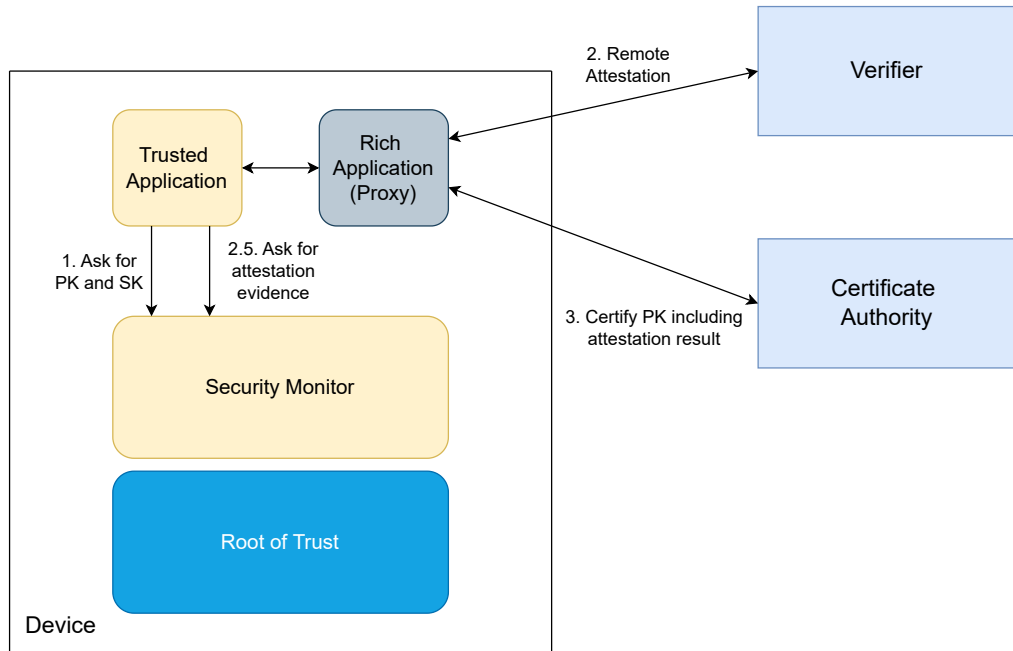 2. Remote
Attestation
Verifier
Trusted
Application
Rich
Application
(Proxy)
1. Ask for
PK and SK
2.5. Ask for
attestation
evidence
Certificate
Authority
3. Certify PK including
attestation result
Security Monitor
Root of Trust
Device